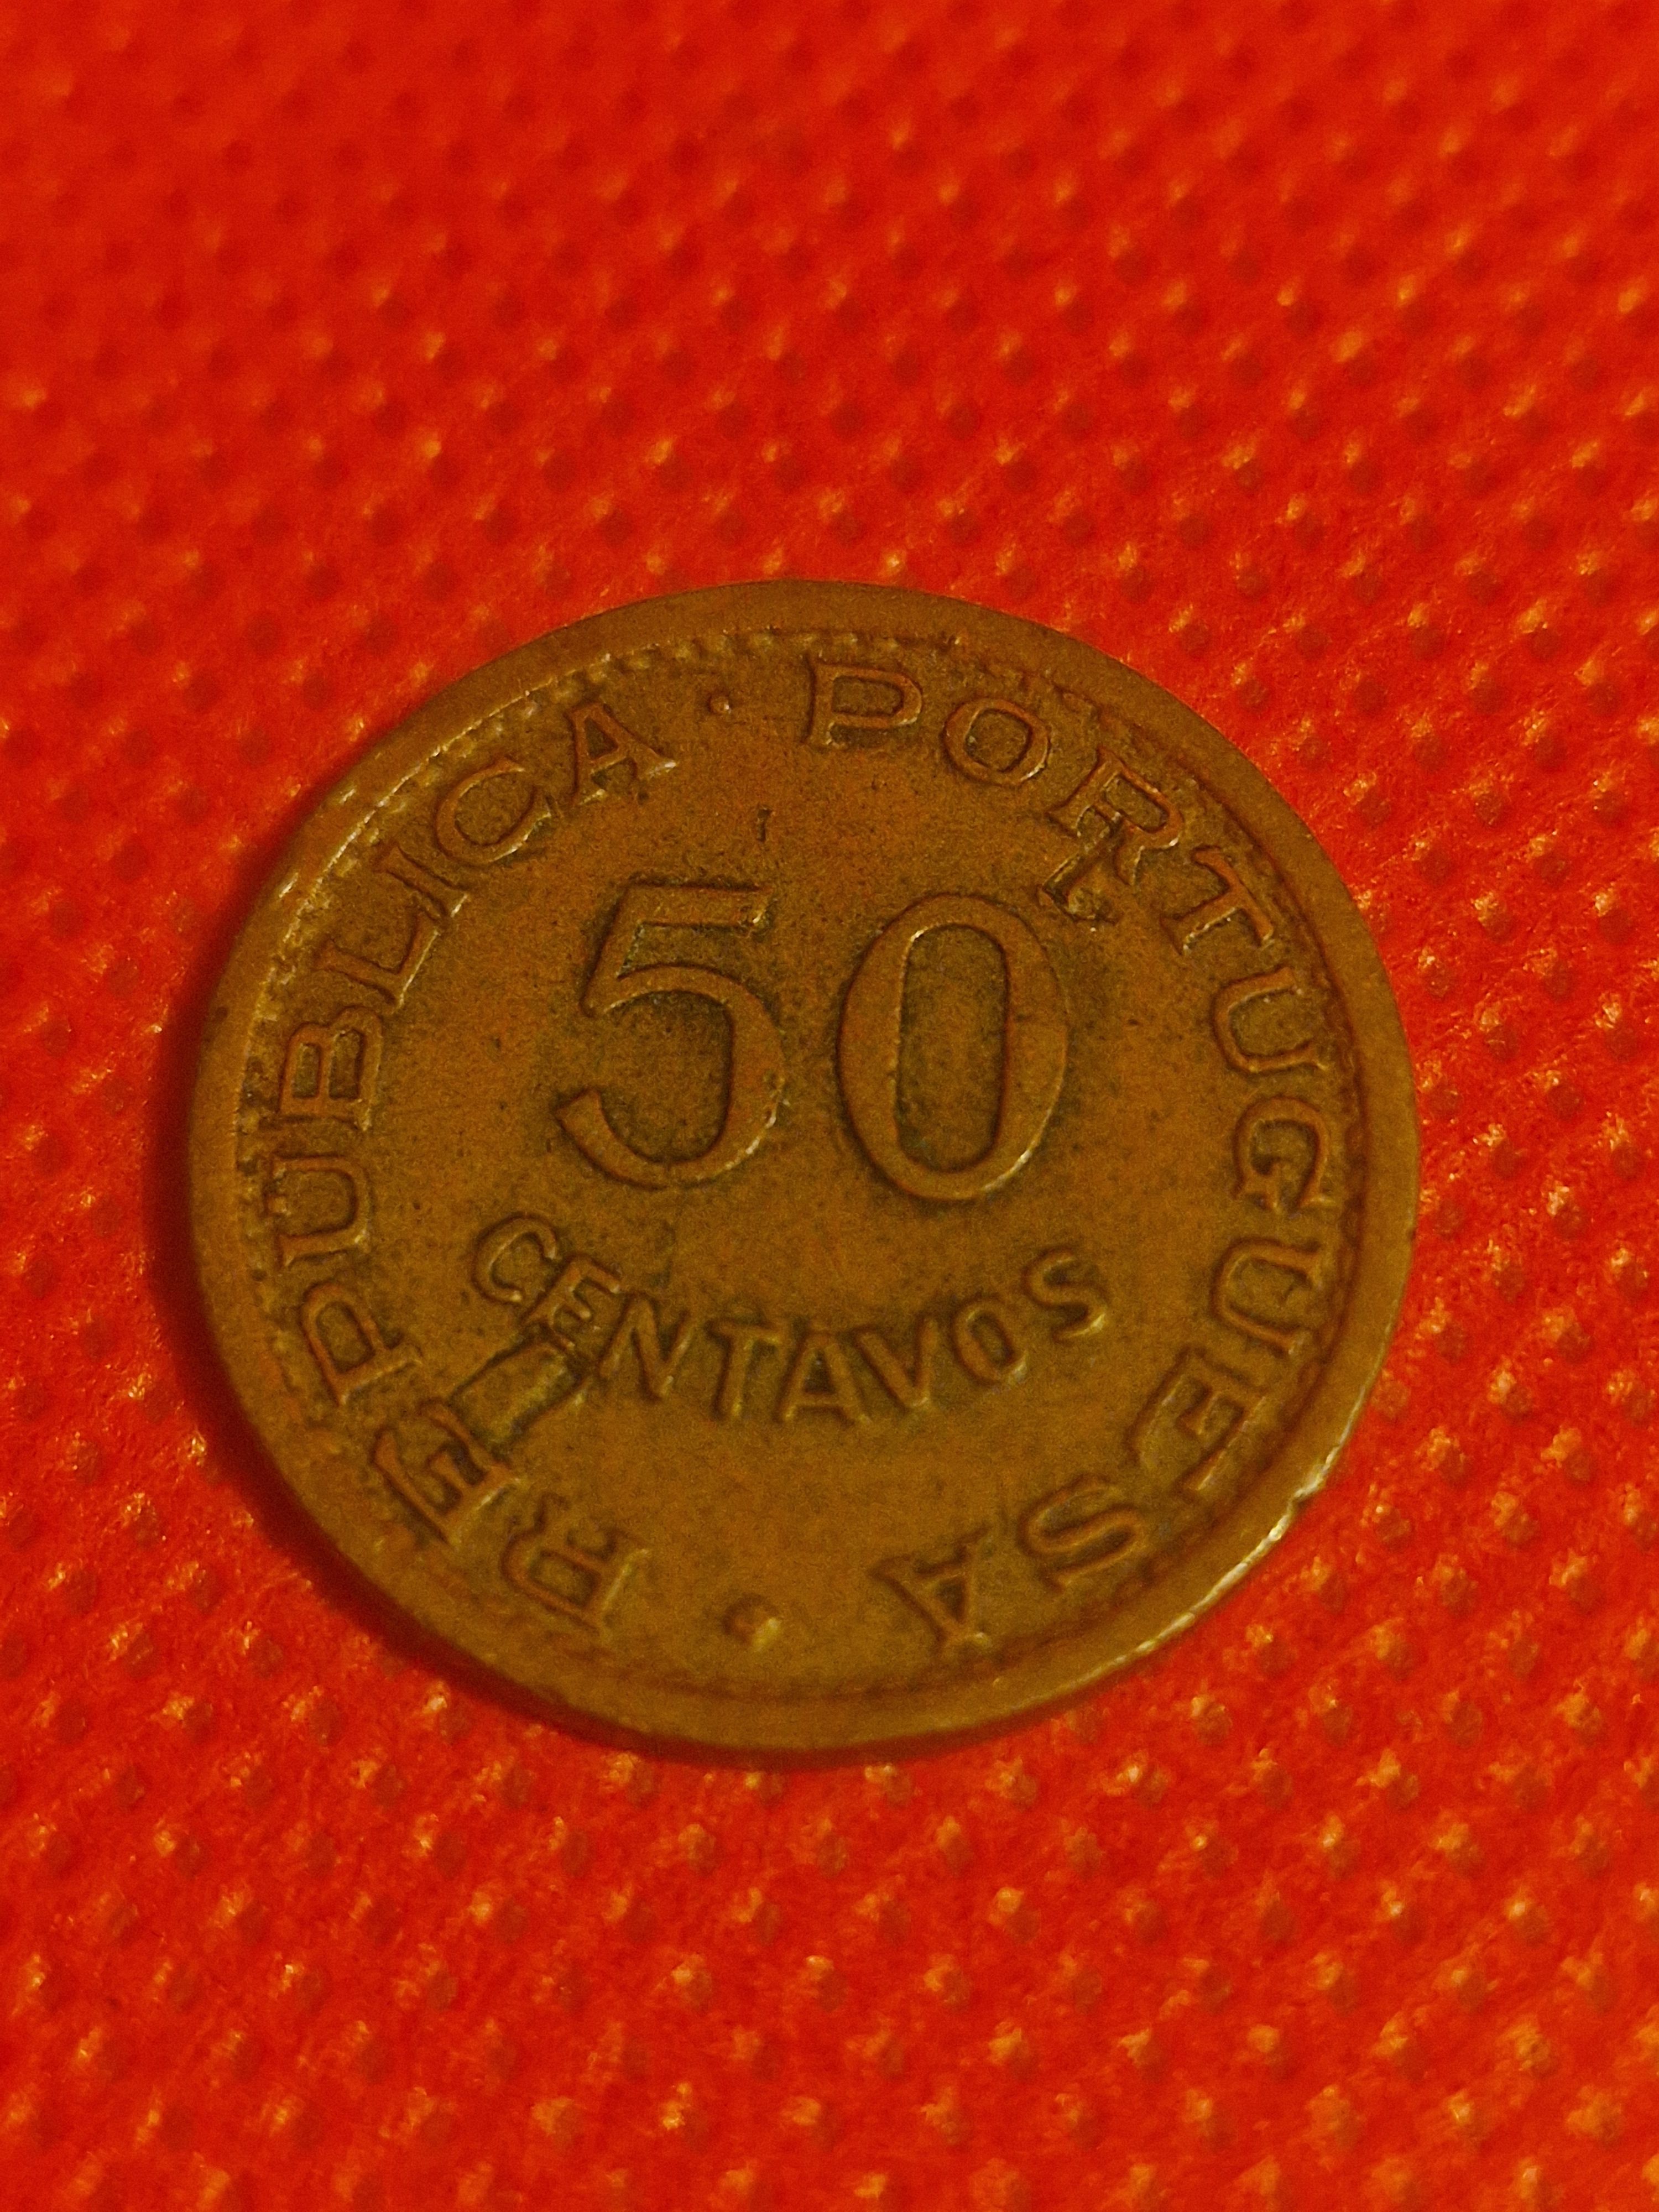 REPUBLICA · PORTUGUESA ·
50
CENTAVOS